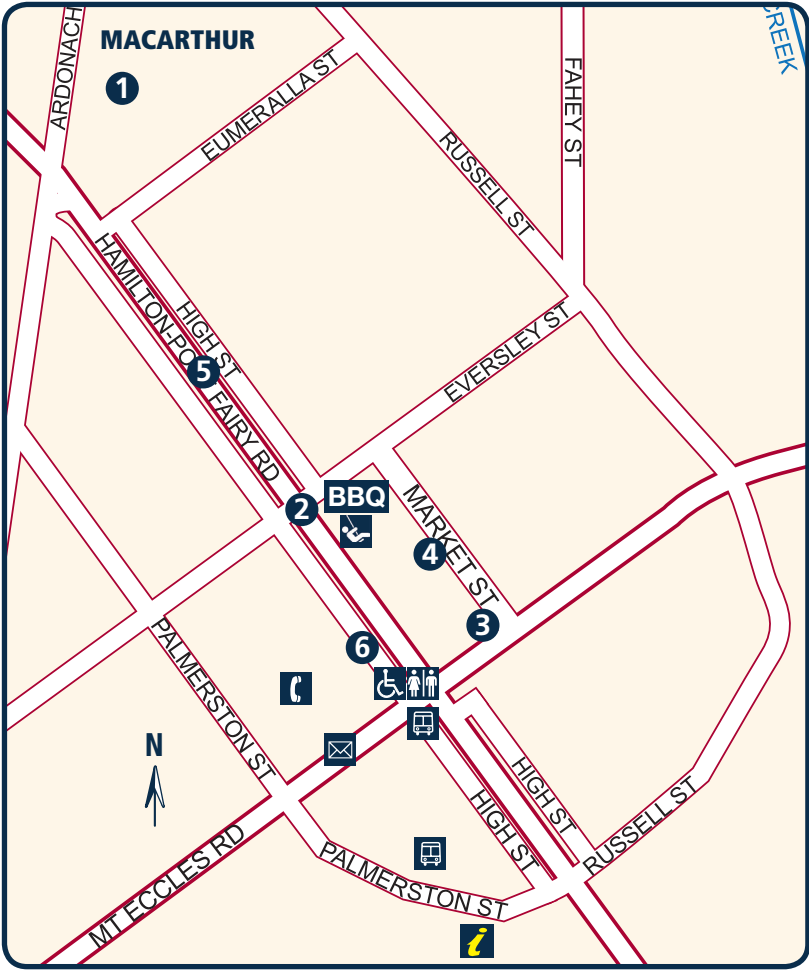 MACARTHUR
1
ARDONACH
EUMERALLA ST
RUSSELL ST
FAHEY ST
CREEK
HAMILTON-PO
FAIRY RD
HIGH ST
5
EVERSLEY ST
2
BBQ
MARKET ST
4
3
6
PALMERSTON ST
N
MT ECCLES RD
HIGH ST
HIGH ST
RUSSELL ST
PALMERSTON ST
i